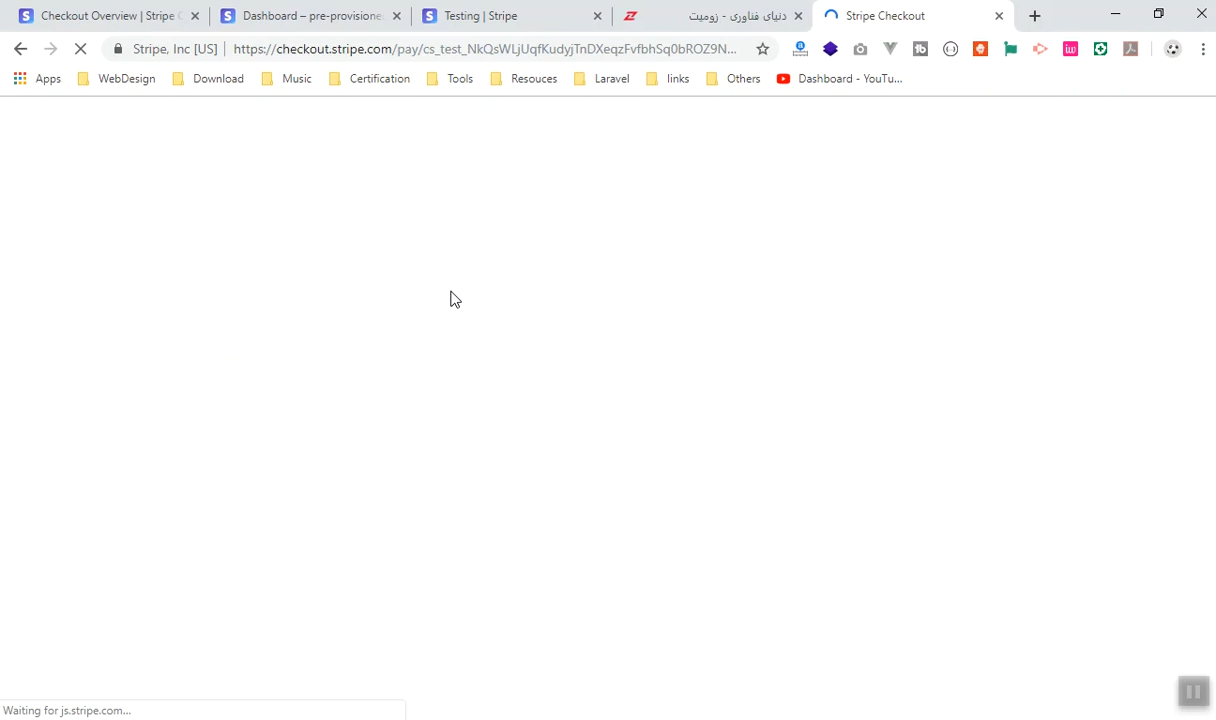 Checkout Overview | Stripe C
Dashboard – pre-provisione
Testing | Stripe
دنیای فناوری - زومیت
Stripe Checkout
Stripe, Inc [US]
https://checkout.stripe.com/pay/cs_test_NkQsWLjUqfKudyjTnDXeqzFvfbhSq0bROZ9N...
Apps
WebDesign
Download
Music
Certification
Tools
Resouces
Laravel
links
Others
Dashboard - YouTu...
Waiting for js.stripe.com...